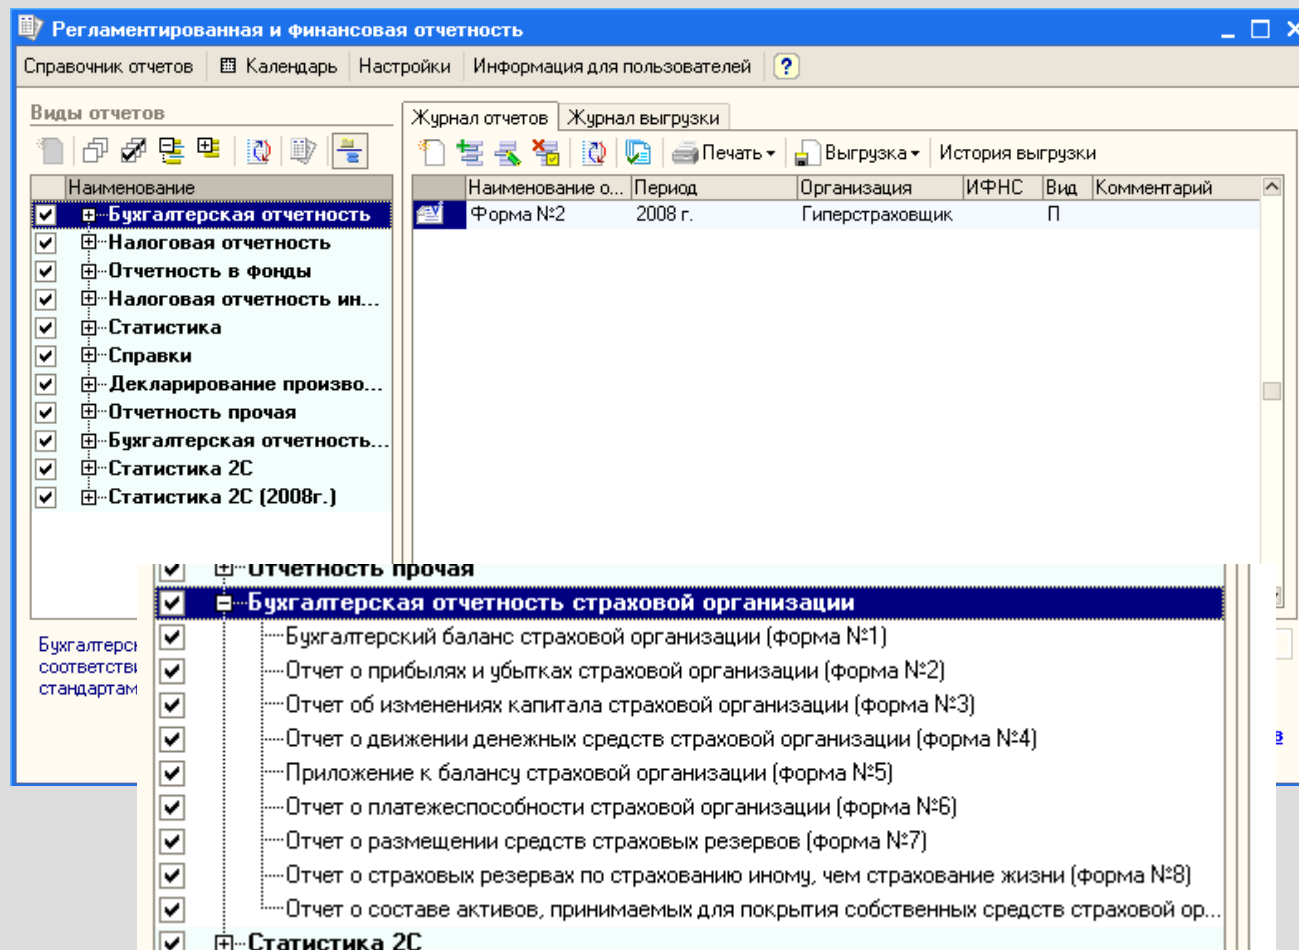 Регламентированная и финансовая отчетность
Справочник отчетов Календарь Настройки Информация для пользователей ?
Виды отчетов
Журнал отчетов Журнал выгрузки
Печать Выгрузка История выгрузки
Наименование
Наименование о... Период Организация ИФНС Вид Комментарий
Бухгалтерская отчетность
Форма №2 2008 г. Гиперстраховщик П
Налоговая отчетность
Отчетность в фонды
Налоговая отчетность ин...
Статистика
Справки
Декларирование произво...
Отчетность прочая
Бухгалтерская отчетность...
Статистика 2С
Статистика 2С (2008г.)
Отчетность прочая
Бухгалтерская отчетность страховой организации
Бухгалтерский баланс страховой организации (форма №1)
Отчет о прибылях и убытках страховой организации (форма №2)
Отчет об изменениях капитала страховой организации (форма №3)
Отчет о движении денежных средств страховой организации (форма №4)
Приложение к балансу страховой организации (форма №5)
Отчет о платежеспособности страховой организации (форма №6)
Отчет о размещении средств страховых резервов (форма №7)
Отчет о страховых резервах по страхованию иному, чем страхование жизни (форма №8)
Отчет о составе активов, принимаемых для покрытия собственных средств страховой ор...
Статистика 2С